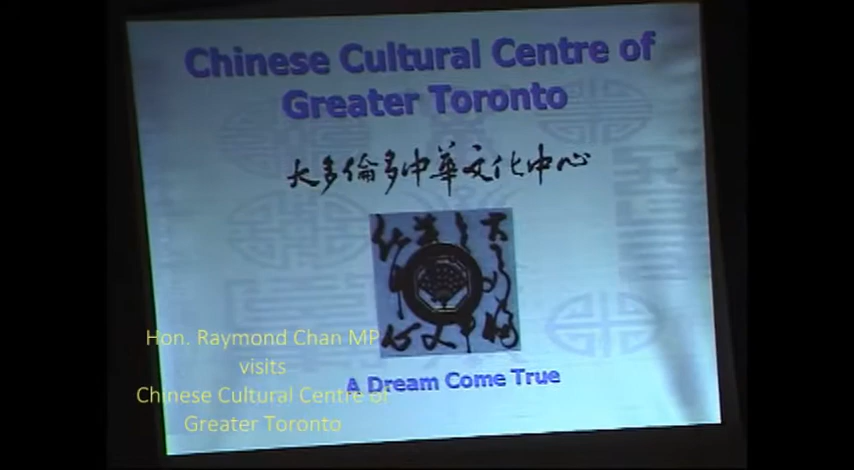 Chinese Cultural Centre of
Greater Toronto
大多倫多中華文化中心
A Dream Come True
Hon. Raymond Chan MP
visits
Chinese Cultural Centre of
Greater Toronto